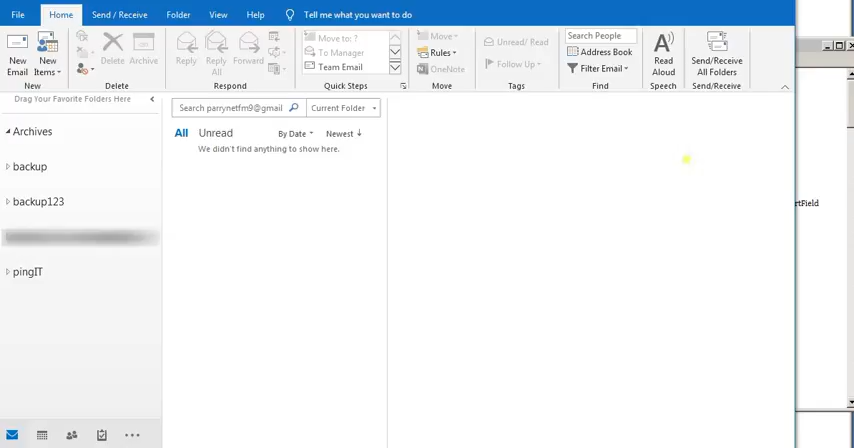 File Home Send / Receive Folder View Help Tell me what you want to do
New Email
New Items
New
Delete
Archive
Delete
Reply
Reply All
Forward
Respond
Move to: ?
To Manager
Team Email
Quick Steps
Move
Rules
OneNote
Move
Unread/ Read
Follow Up
Tags
Search People
Address Book
Filter Email
Find
Read Aloud
Speech
Send/Receive All Folders
Send/Receive
Drag Your Favorite Folders Here
Archives
backup
backup123
pingIT
Search parrynetfm9@gmail
Current Folder
All Unread By Date Newest
We didn't find anything to show here.
rtField